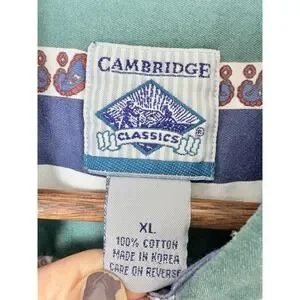 CAMBRIDGE
CLASSICS®
XL
100% COTTON
MADE IN KOREA
CARE ON REVERSE